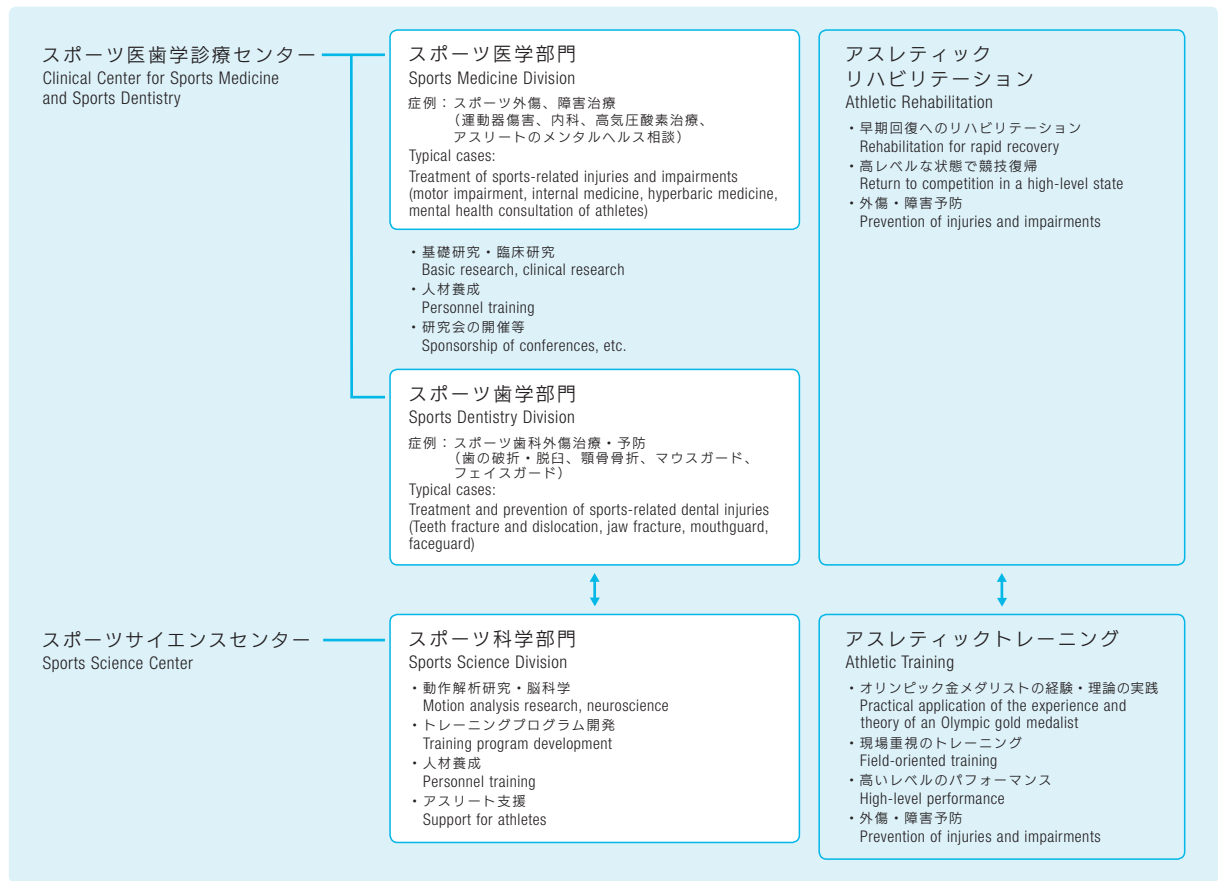 スポーツ医歯学診療センター
Clinical Center for Sports Medicine
and Sports Dentistry
スポーツ医学部門
Sports Medicine Division
症例：スポーツ外傷、障害治療
（運動器傷害、内科、高気圧酸素治療、
アスリートのメンタルヘルス相談）
Typical cases:
Treatment of sports-related injuries and impairments
(motor impairment, internal medicine, hyperbaric medicine,
mental health consultation of athletes)
・基礎研究・臨床研究
Basic research, clinical research
・人材養成
Personnel training
・研究会の開催等
Sponsorship of conferences, etc.
スポーツ歯学部門
Sports Dentistry Division
症例：スポーツ歯科外傷治療・予防
（歯の破折・脱臼、顎骨骨折、マウスガード、
フェイスガード）
Typical cases:
Treatment and prevention of sports-related dental injuries
(Teeth fracture and dislocation, jaw fracture, mouthguard,
faceguard)
アスレティック
リハビリテーション
Athletic Rehabilitation
・早期回復へのリハビリテーション
Rehabilitation for rapid recovery
・高レベルな状態で競技復帰
Return to competition in a high-level state
・外傷・障害予防
Prevention of injuries and impairments
スポーツサイエンスセンター
Sports Science Center
スポーツ科学部門
Sports Science Division
・動作解析研究・脳科学
Motion analysis research, neuroscience
・トレーニングプログラム開発
Training program development
・人材養成
Personnel training
・アスリート支援
Support for athletes
アスレティックトレーニング
Athletic Training
・オリンピック金メダリストの経験・理論の実践
Practical application of the experience and
theory of an Olympic gold medalist
・現場重視のトレーニング
Field-oriented training
・高いレベルのパフォーマンス
High-level performance
・外傷・障害予防
Prevention of injuries and impairments